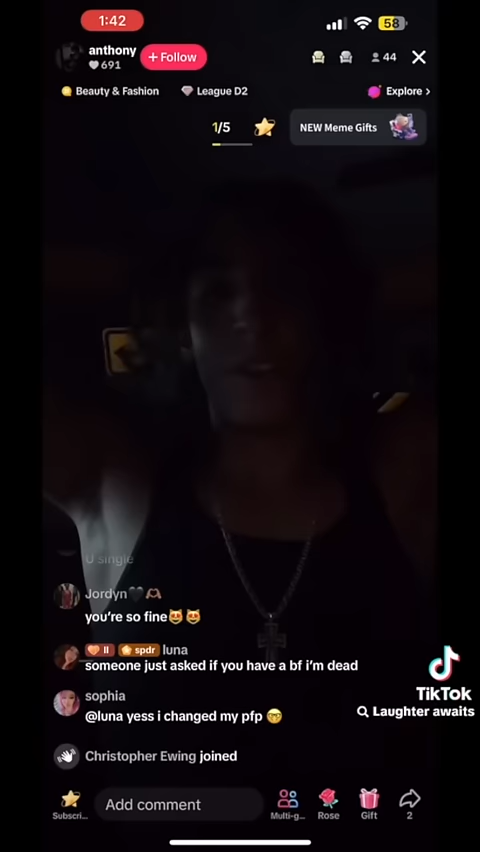 1:42
58
anthony
691
+ Follow
44
Beauty & Fashion
League D2
Explore >
1/5
NEW Meme Gifts
U single
Jordyn🖤🫶🏽
you're so fine😻😻
II
spdr
luna
someone just asked if you have a bf i'm dead
sophia
@luna yess i changed my pfp 🤓
Christopher Ewing joined
TikTok
Laughter awaits
Add comment
Subscri...
Multi-g...
Rose
Gift
2